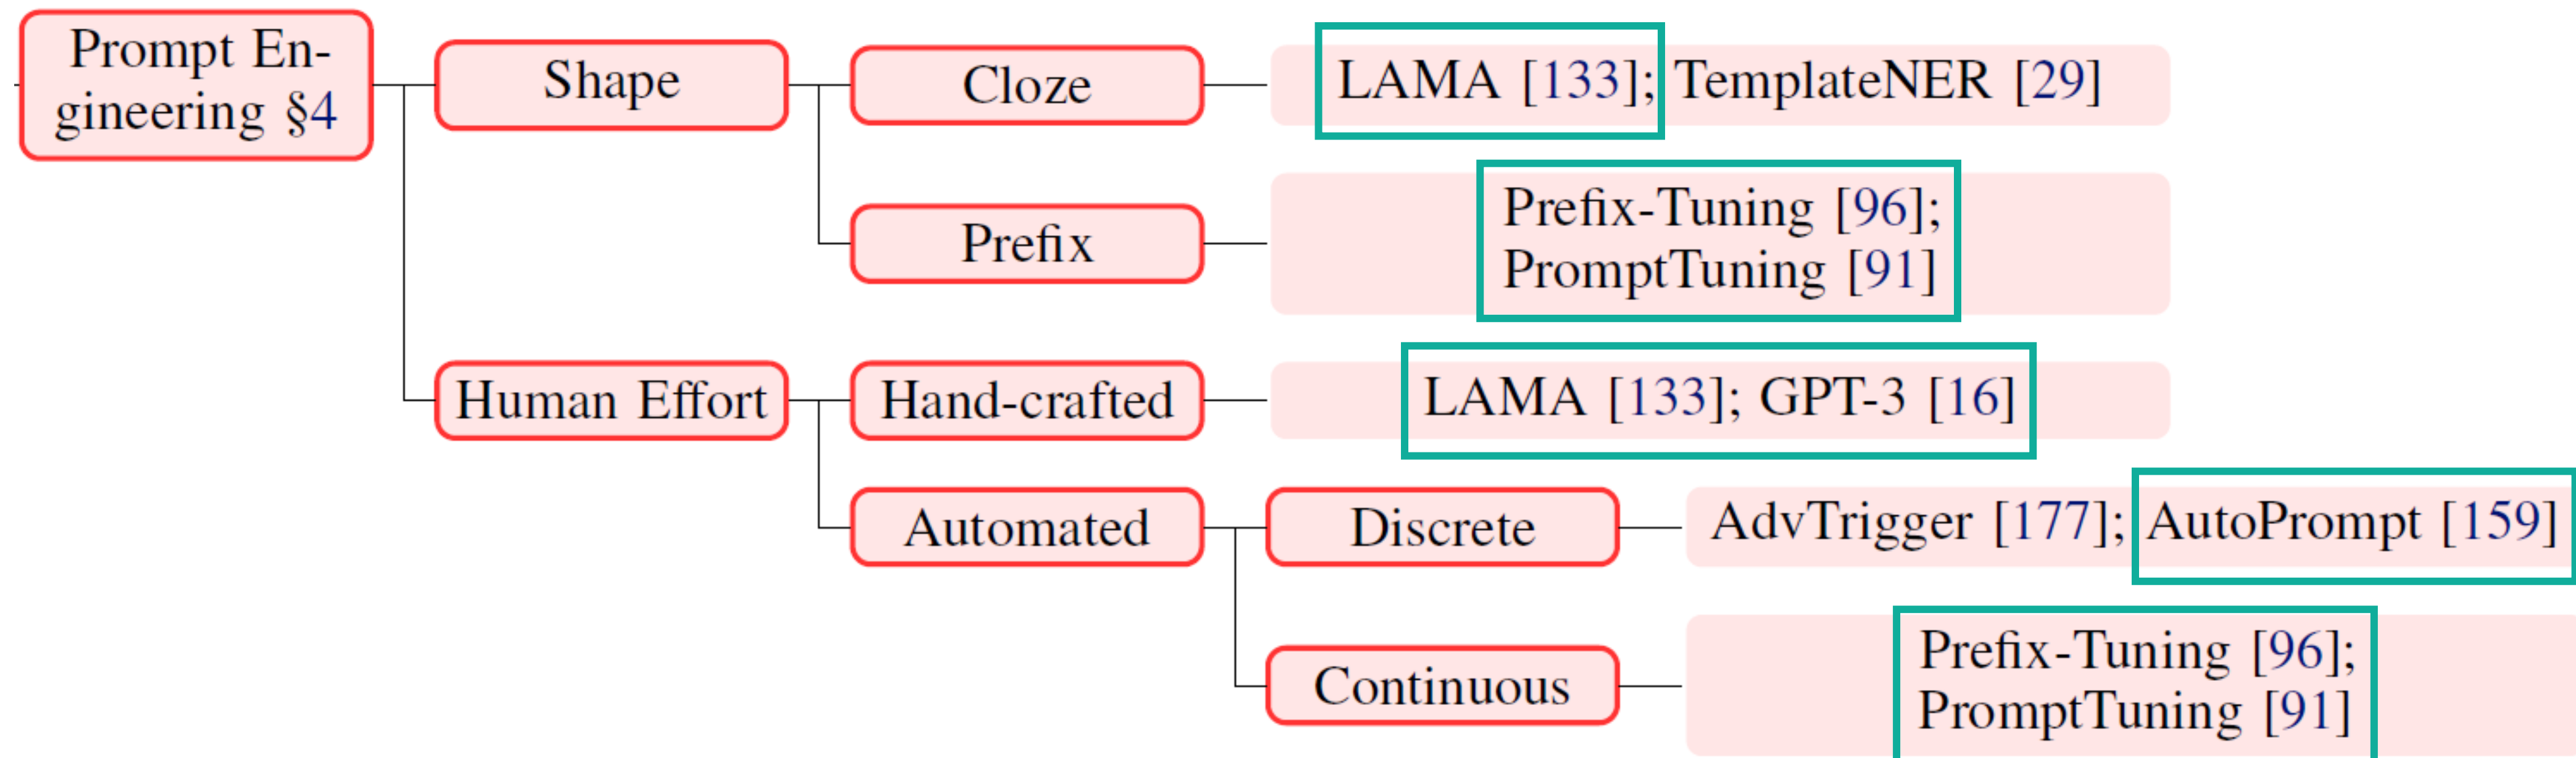 Prompt En-
gineering §4
Shape
Cloze
LAMA [133]; TemplateNER [29]
Prefix
Prefix-Tuning [96];
PromptTuning [91]
Human Effort
Hand-crafted
LAMA [133]; GPT-3 [16]
Automated
Discrete
AdvTrigger [177]; AutoPrompt [159]
Continuous
Prefix-Tuning [96];
PromptTuning [91]